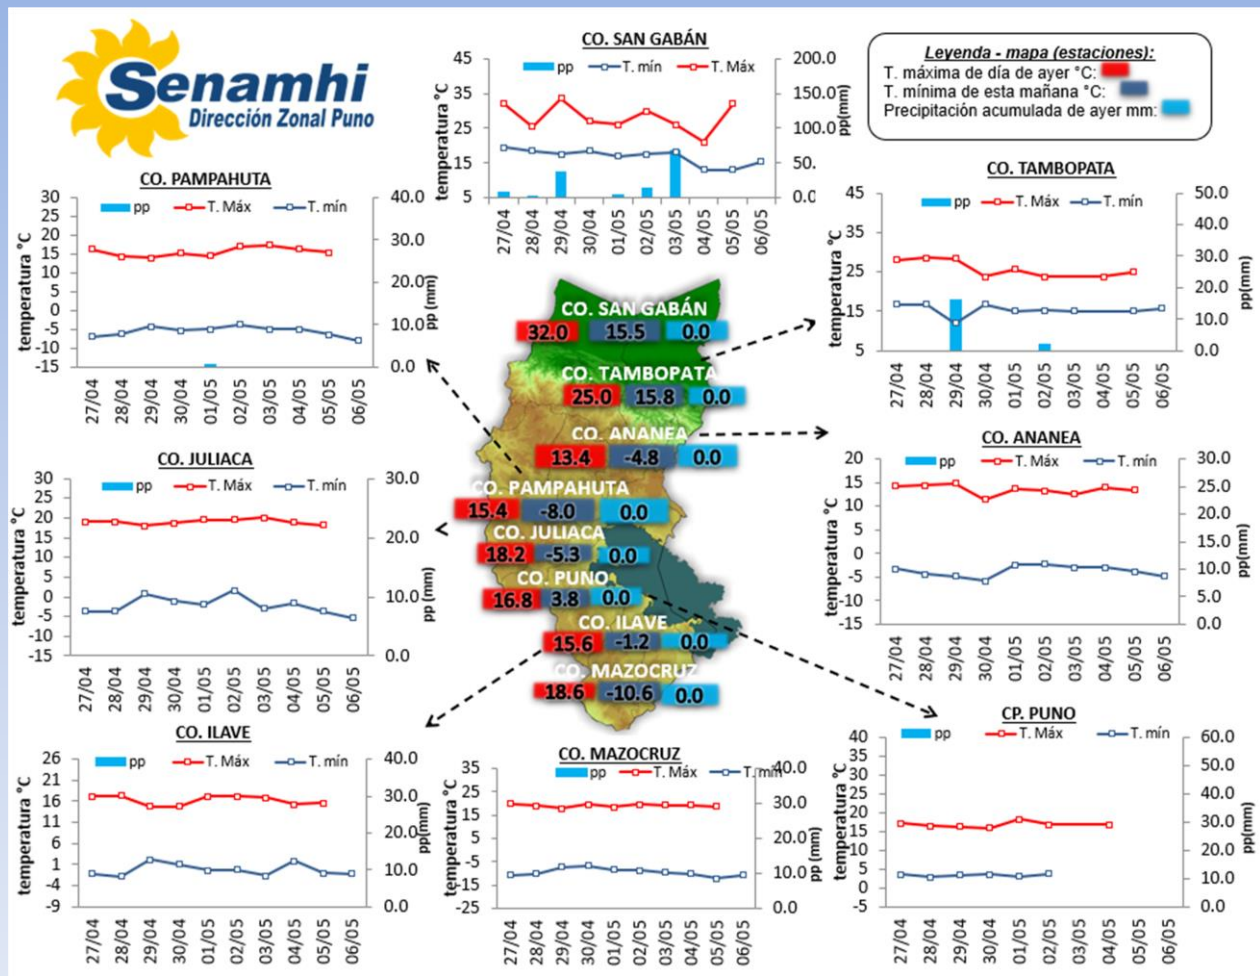 Senamhi
Dirección Zonal Puno
CO. SAN GABÁN
pp T. mín T. Máx
temperatura °C
45
35
25
15
5
pp(mm)
200.0
150.0
100.0
50.0
0.0
27/04 28/04 29/04 30/04 01/05 02/05 03/05 04/05 05/05 06/05
Leyenda - mapa (estaciones):
T. máxima de día de ayer °C:
T. mínima de esta mañana °C:
Precipitación acumulada de ayer mm:
CO. PAMPAHUTA
pp T. Máx T. mín
temperatura °C
30
25
20
15
10
5
0
-5
-10
-15
pp (mm)
40.0
30.0
20.0
10.0
0.0
27/04 28/04 29/04 30/04 01/05 02/05 03/05 04/05 05/05 06/05
CO. TAMBOPATA
pp T. Máx T. mín
temperatura °C
45
35
25
15
5
pp(mm)
50.0
40.0
30.0
20.0
10.0
0.0
27/04 28/04 29/04 30/04 01/05 02/05 03/05 04/05 05/05 06/05
CO. SAN GABÁN
32.0 15.5 0.0
CO. TAMBOPATA
25.0 15.8 0.0
CO. ANANEA
13.4 -4.8 0.0
CO. PAMPAHUTA
15.4 -8.0 0.0
CO. JULIACA
18.2 -5.3 0.0
CO. PUNO
16.8 3.8 0.0
CO. ILAVE
15.6 -1.2 0.0
CO. MAZOCRUZ
18.6 -10.6 0.0
CO. JULIACA
pp T. Máx T. mín
temperatura °C
30
25
20
15
10
5
0
-5
-10
-15
pp (mm)
30.0
20.0
10.0
0.0
27/04 28/04 29/04 30/04 01/05 02/05 03/05 04/05 05/05 06/05
CO. ANANEA
pp T. Máx T. mín
temperatura °C
20
15
10
5
0
-5
-10
-15
pp(mm)
30.0
25.0
20.0
15.0
10.0
5.0
0.0
27/04 28/04 29/04 30/04 01/05 02/05 03/05 04/05 05/05 06/05
CO. ILAVE
pp T. Máx T. mín
temperatura °C
26
21
16
11
6
1
-4
-9
pp(mm)
40.0
30.0
20.0
10.0
0.0
27/04 28/04 29/04 30/04 01/05 02/05 03/05 04/05 05/05 06/05
CO. MAZOCRUZ
pp T. Máx T. mín
temperatura °C
35
25
15
5
-5
-15
-25
pp (mm)
40.0
30.0
20.0
10.0
0.0
27/04 28/04 29/04 30/04 01/05 02/05 03/05 04/05 05/05 06/05
CP. PUNO
pp T. Máx T. mín
temperatura °C
40
35
30
25
20
15
10
5
0
-5
pp(mm)
60.0
50.0
40.0
30.0
20.0
10.0
0.0
27/04 28/04 29/04 30/04 01/05 02/05 03/05 04/05 05/05 06/05